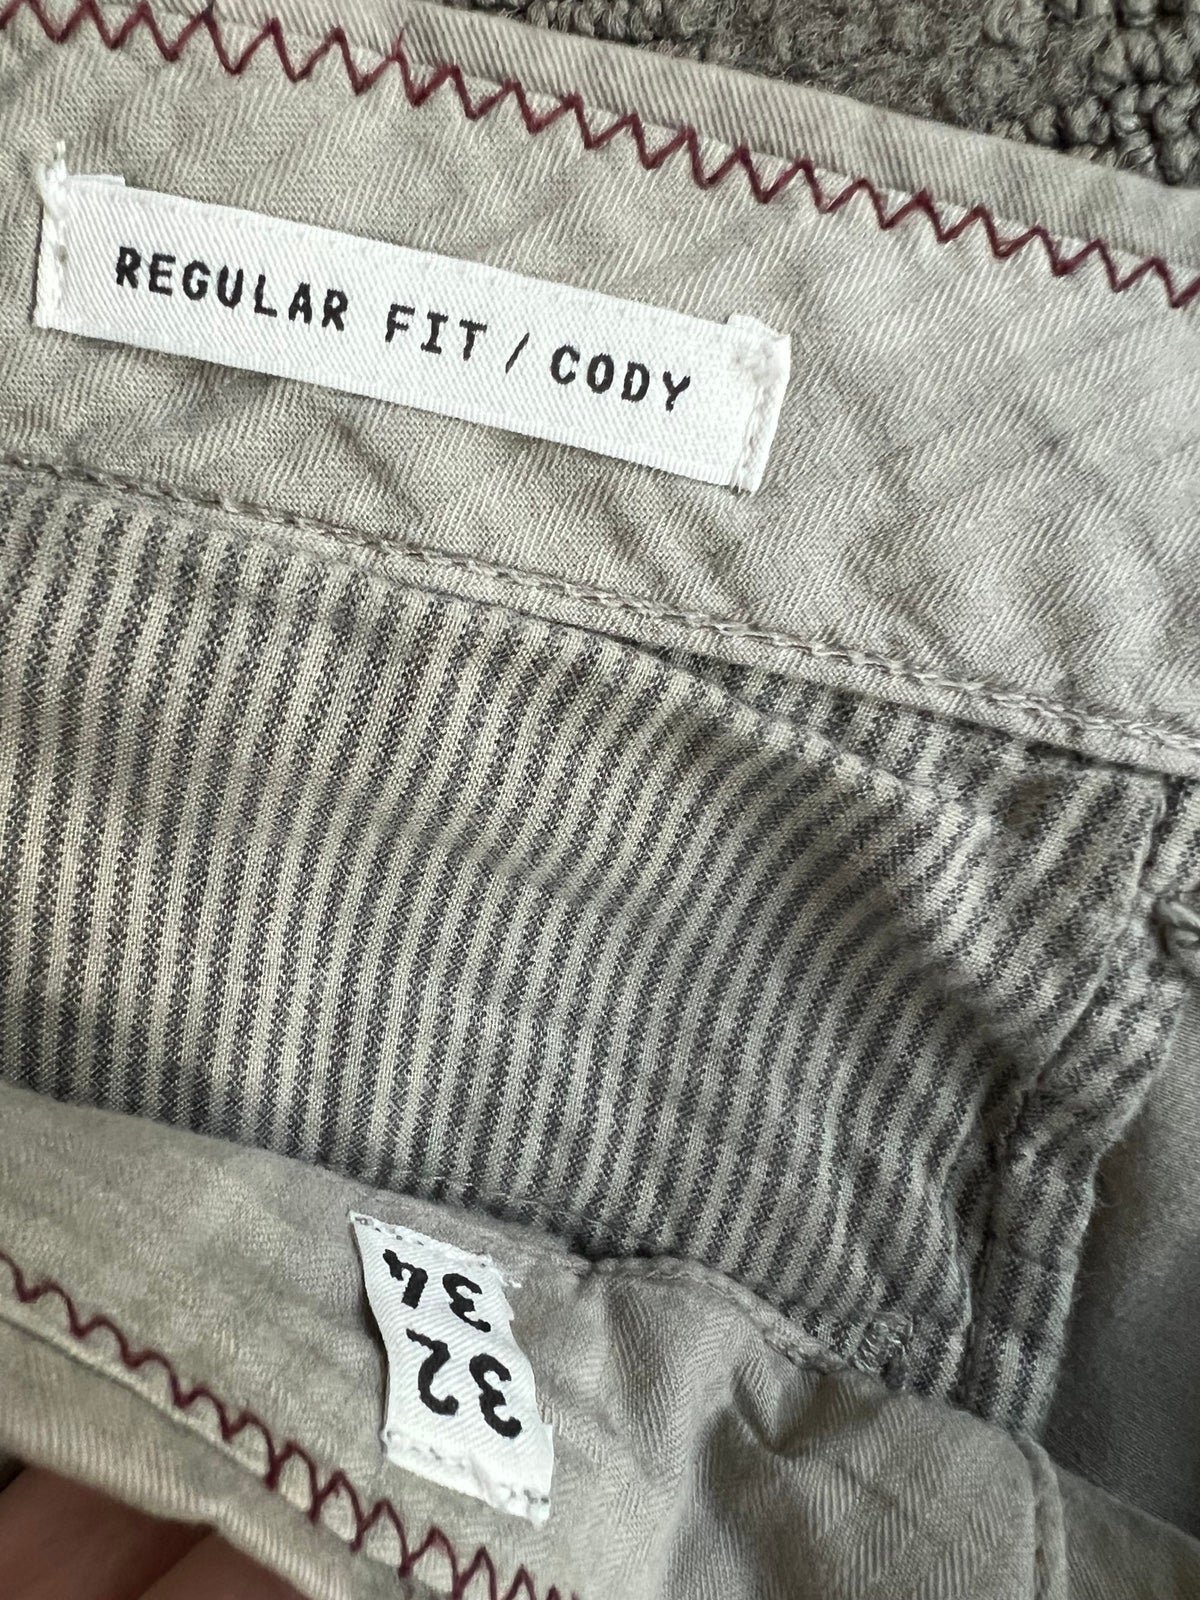 REGULAR FIT / CODY
32
34